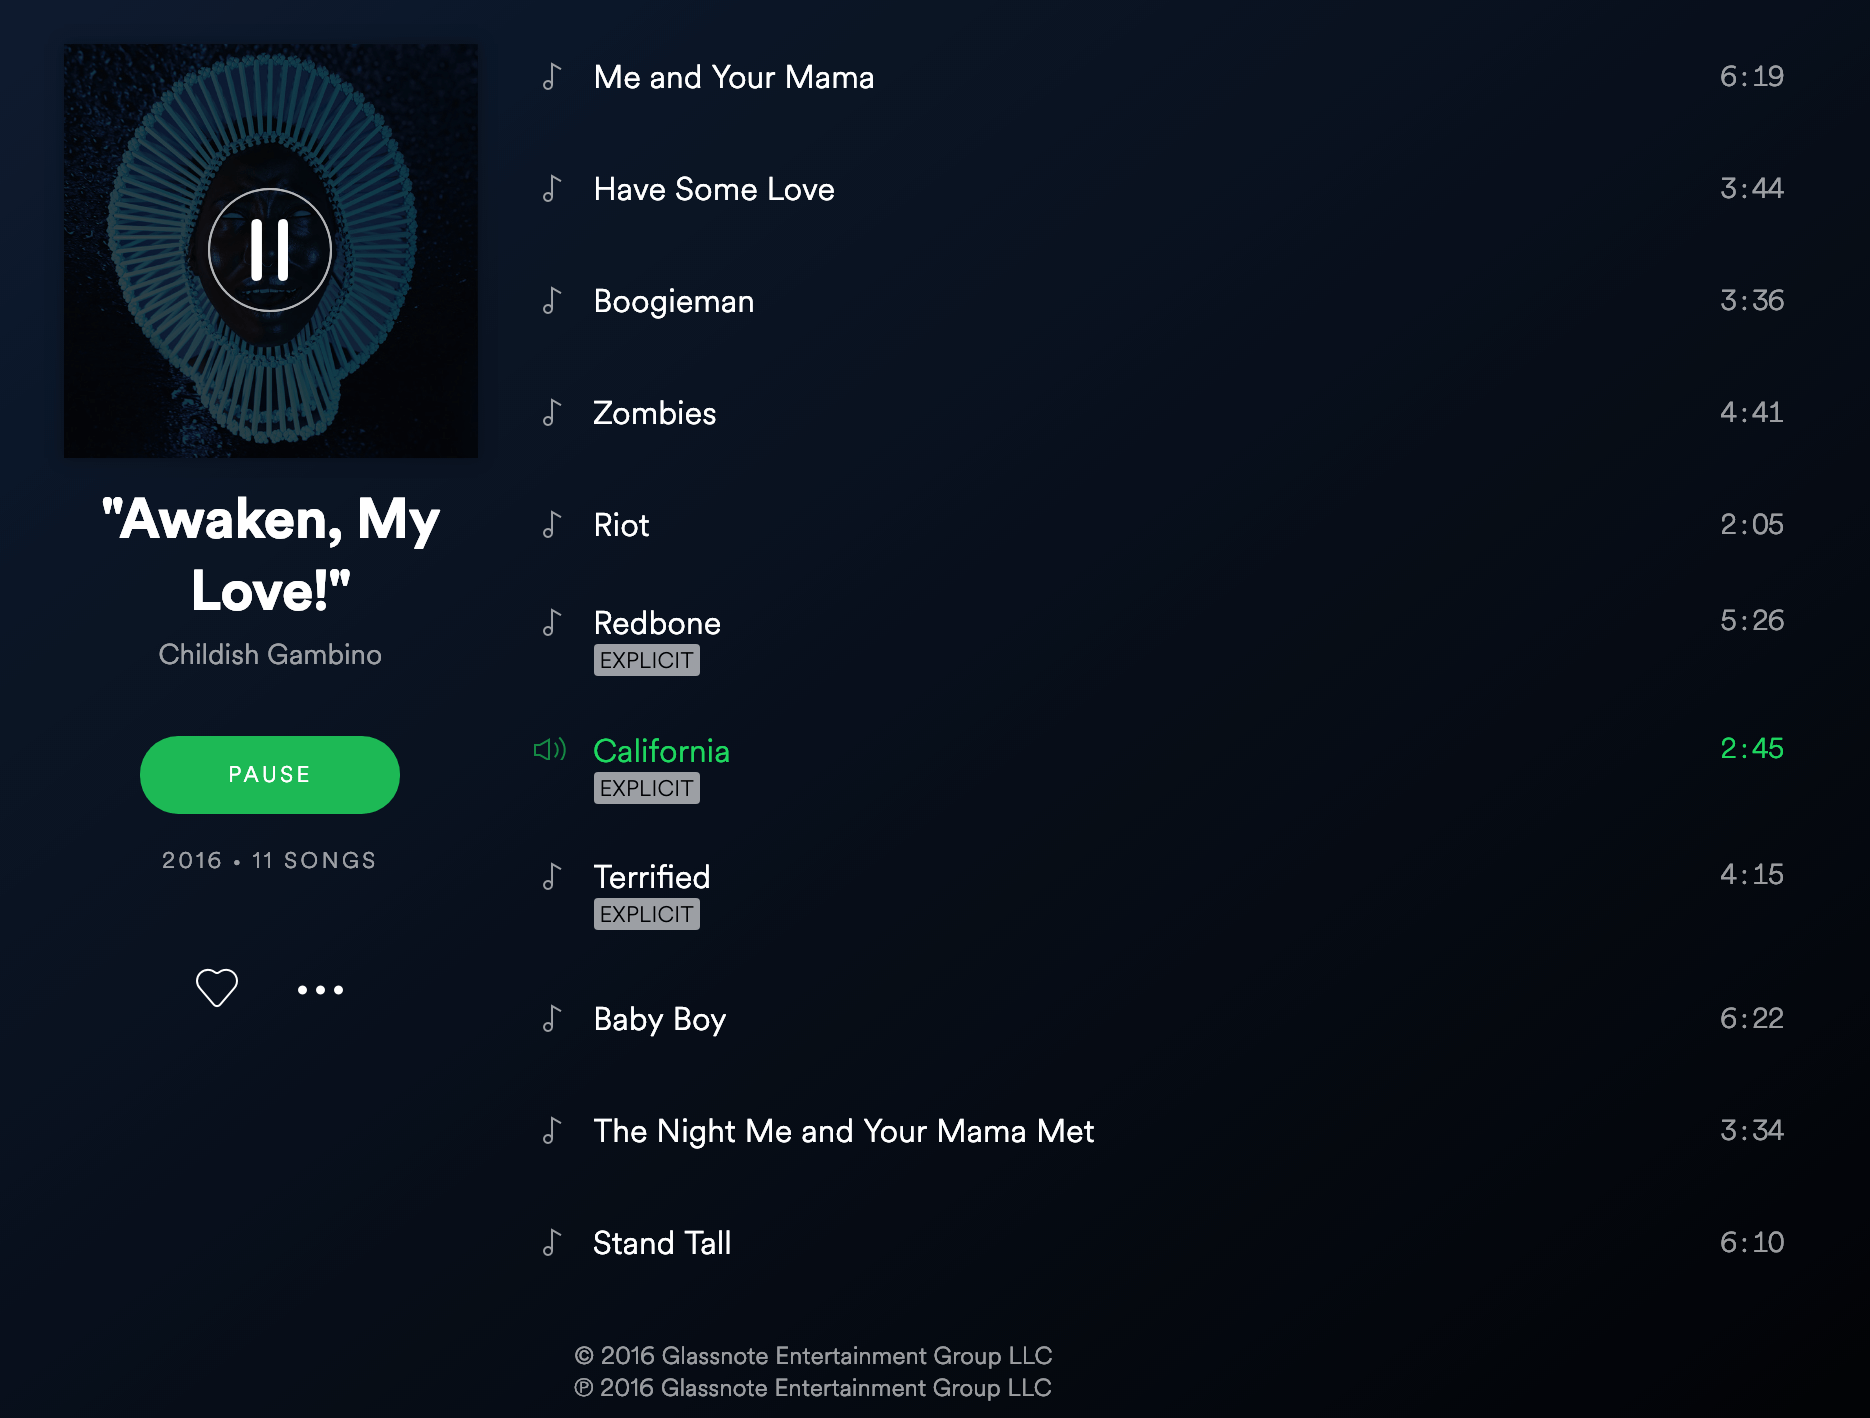 "Awaken, My
Love!"
Childish Gambino
PAUSE
2016 • 11 SONGS
Me and Your Mama 6:19
Have Some Love 3:44
Boogieman 3:36
Zombies 4:41
Riot 2:05
Redbone 5:26
EXPLICIT
California 2:45
EXPLICIT
Terrified 4:15
EXPLICIT
Baby Boy 6:22
The Night Me and Your Mama Met 3:34
Stand Tall 6:10
© 2016 Glassnote Entertainment Group LLC
℗ 2016 Glassnote Entertainment Group LLC